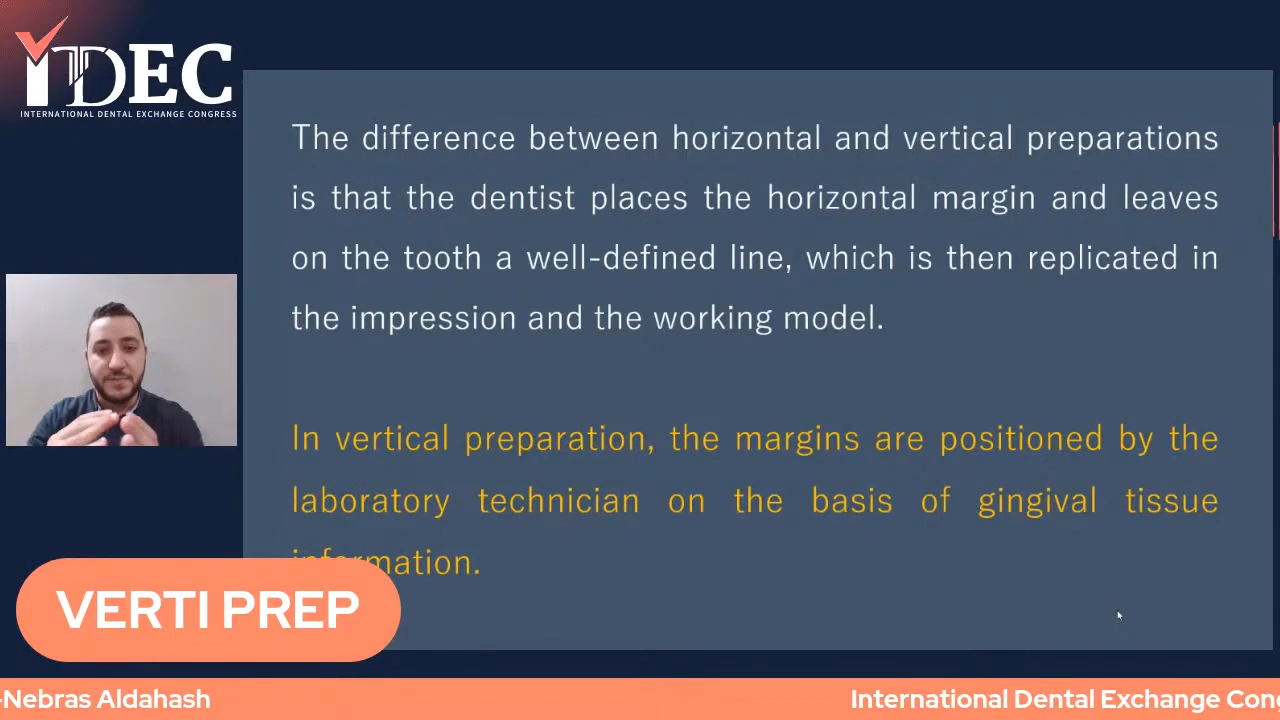 IDEC
INTERNATIONAL DENTAL EXCHANGE CONGRESS
The difference between horizontal and vertical preparations
is that the dentist places the horizontal margin and leaves
on the tooth a well-defined line, which is then replicated in
the impression and the working model.
In vertical preparation, the margins are positioned by the
laboratory technician on the basis of gingival tissue
information.
VERTI PREP
-Nebras Aldahash
International Dental Exchange Cong